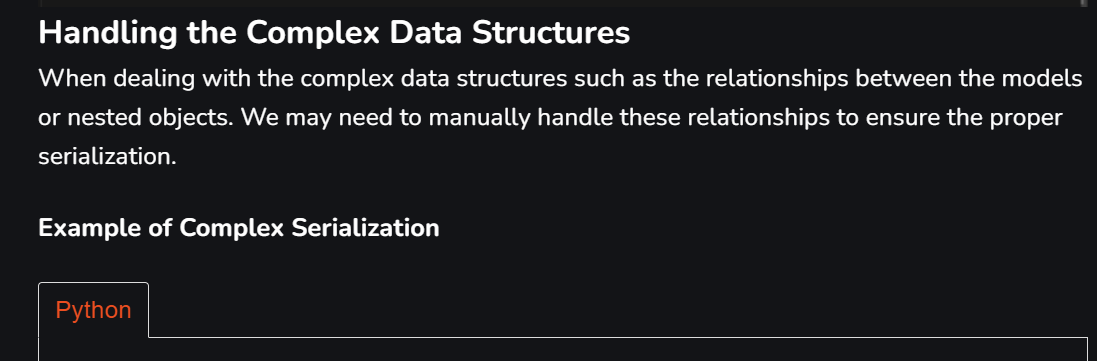 Handling the Complex Data Structures
When dealing with the complex data structures such as the relationships between the models
or nested objects. We may need to manually handle these relationships to ensure the proper
serialization.
Example of Complex Serialization
Python